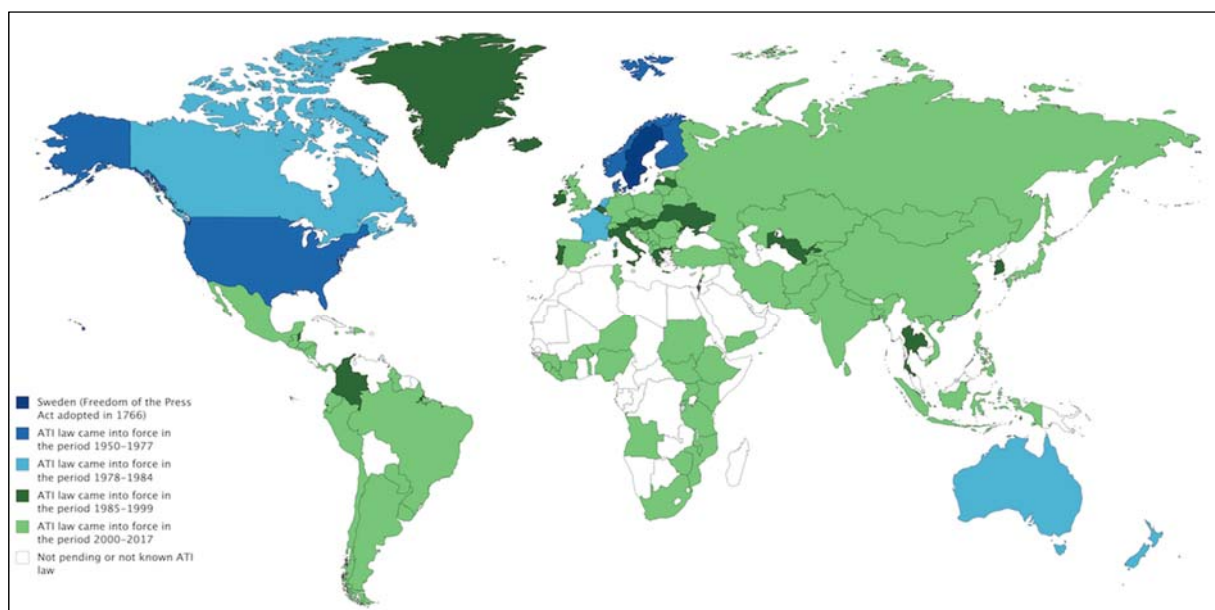 Sweden (Freedom of the Press
Act adopted in 1766)
ATI law came into force in
the period 1950–1977
ATI law came into force in
the period 1978–1984
ATI law came into force in
the period 1985–1999
ATI law came into force in
the period 2000–2017
Not pending or not known ATI
law